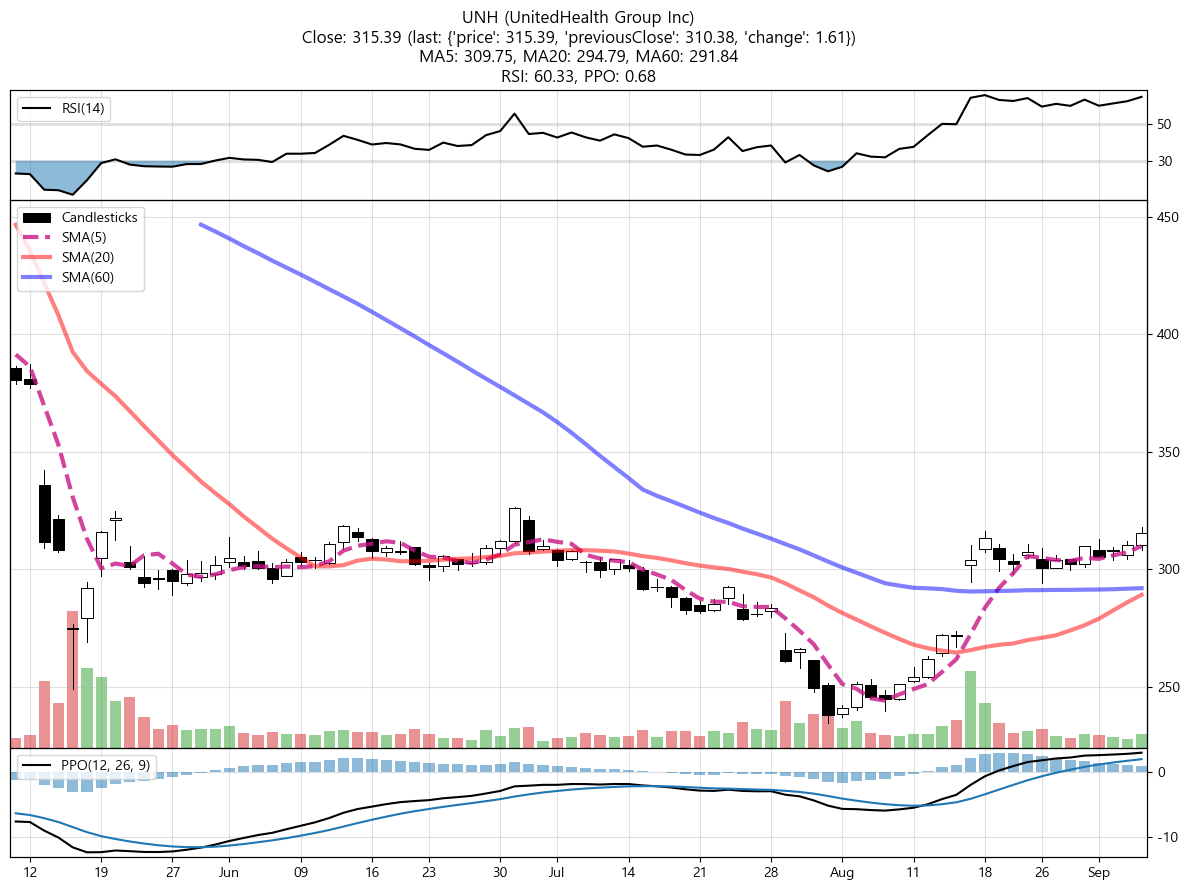 UNH (UnitedHealth Group Inc)
Close: 315.39 (last: {'price': 315.39, 'previousClose': 310.38, 'change': 1.61})
MA5: 309.75, MA20: 294.79, MA60: 291.84
RSI: 60.33, PPO: 0.68
RSI(14)
50
30
Candlesticks
SMA(5)
SMA(20)
SMA(60)
450
400
350
300
250
PPO(12, 26, 9)
0
-10
12 19 27 Jun 09 16 23 30 Jul 14 21 28 Aug 11 18 26 Sep